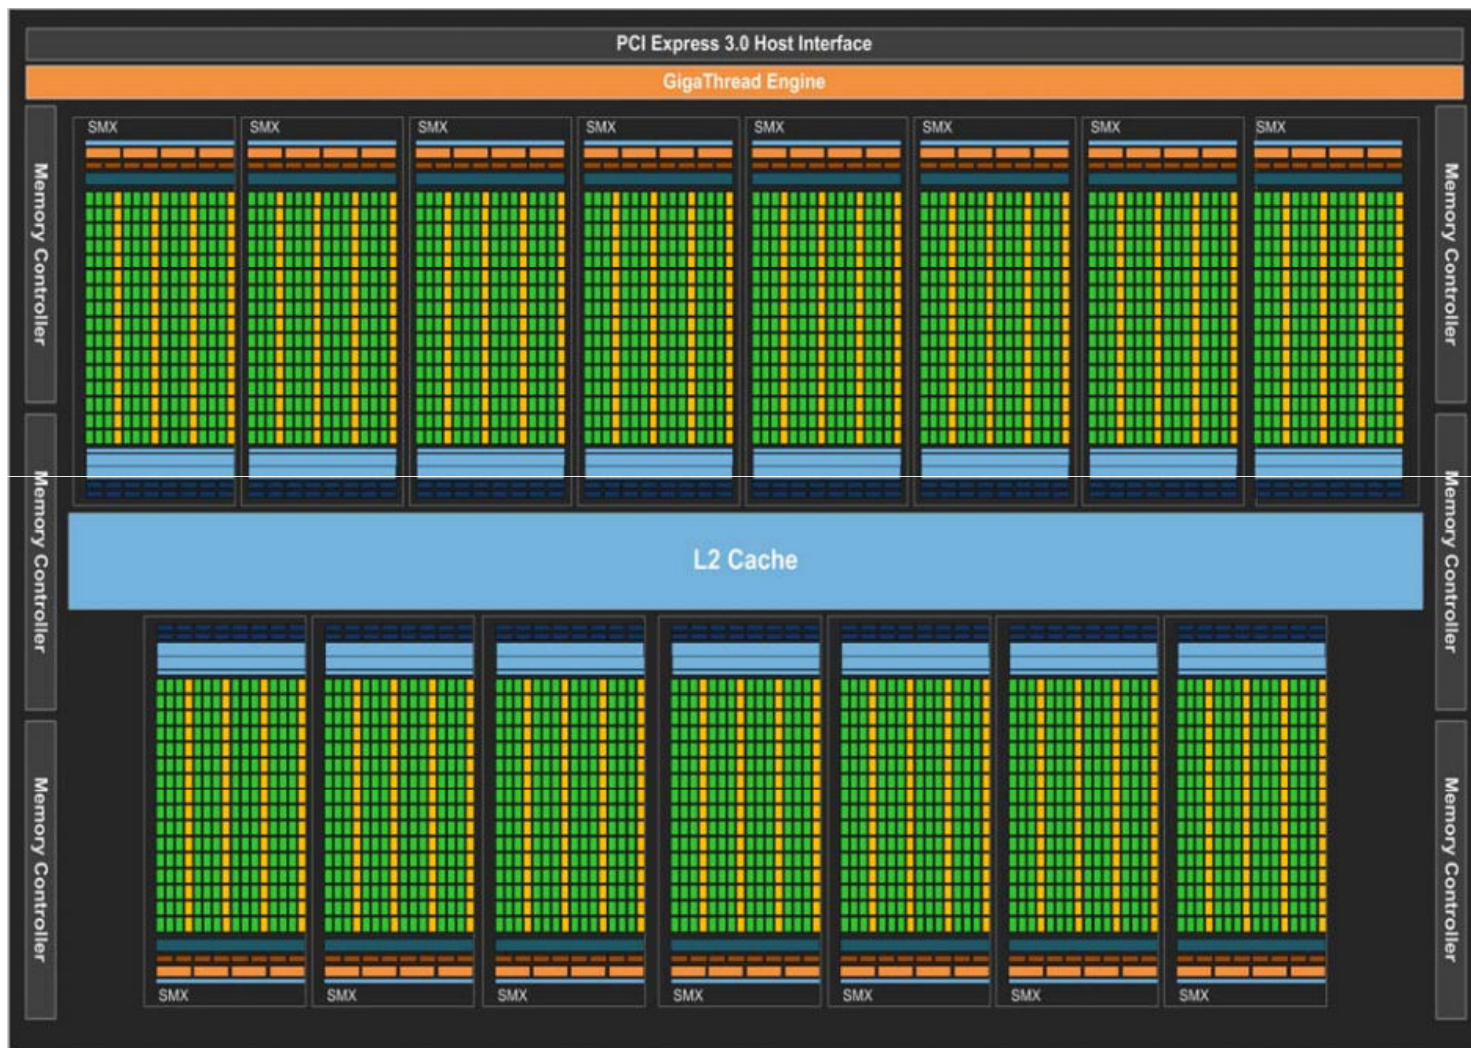 PCI Express 3.0 Host Interface
GigaThread Engine
SMX
SMX
SMX
SMX
SMX
SMX
SMX
SMX
Memory Controller
Memory Controller
Memory Controller
Memory Controller
L2 Cache
Memory Controller
Memory Controller
SMX
SMX
SMX
SMX
SMX
SMX
SMX